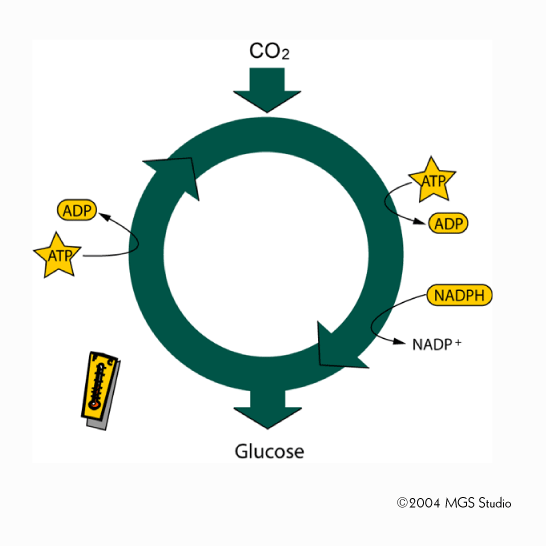 CO₂
ATP
ADP
ADP
ATP
NADPH
NADP⁺
F C
Glucose
©2004 MGS Studio